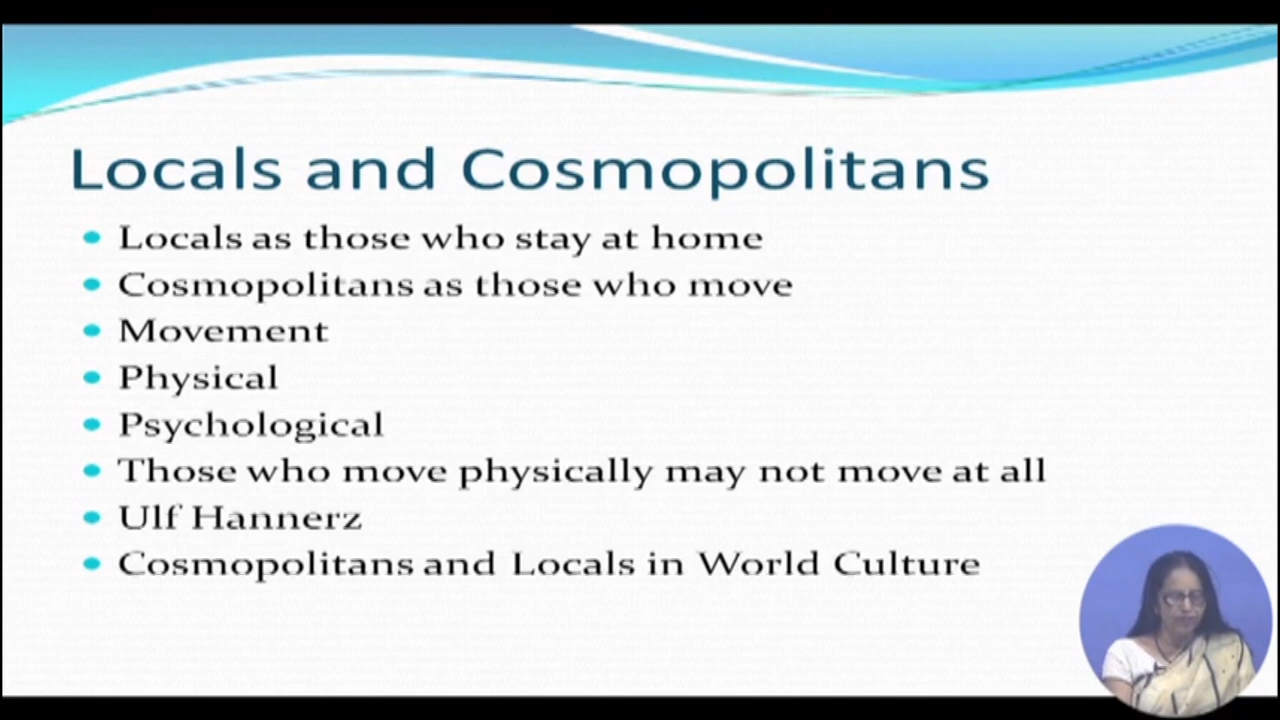 Locals and Cosmopolitans
Locals as those who stay at home
Cosmopolitans as those who move
Movement
Physical
Psychological
Those who move physically may not move at all
Ulf Hannerz
Cosmopolitans and Locals in World Culture